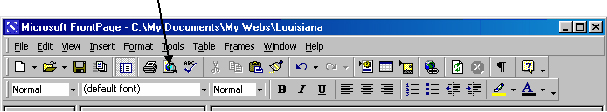 Microsoft FrontPage - C:\My Documents\My Webs\Louisiana
File Edit View Insert Format Tools Table Frames Window Help
ABC ¶ ?
Normal (default font) Normal B I U A